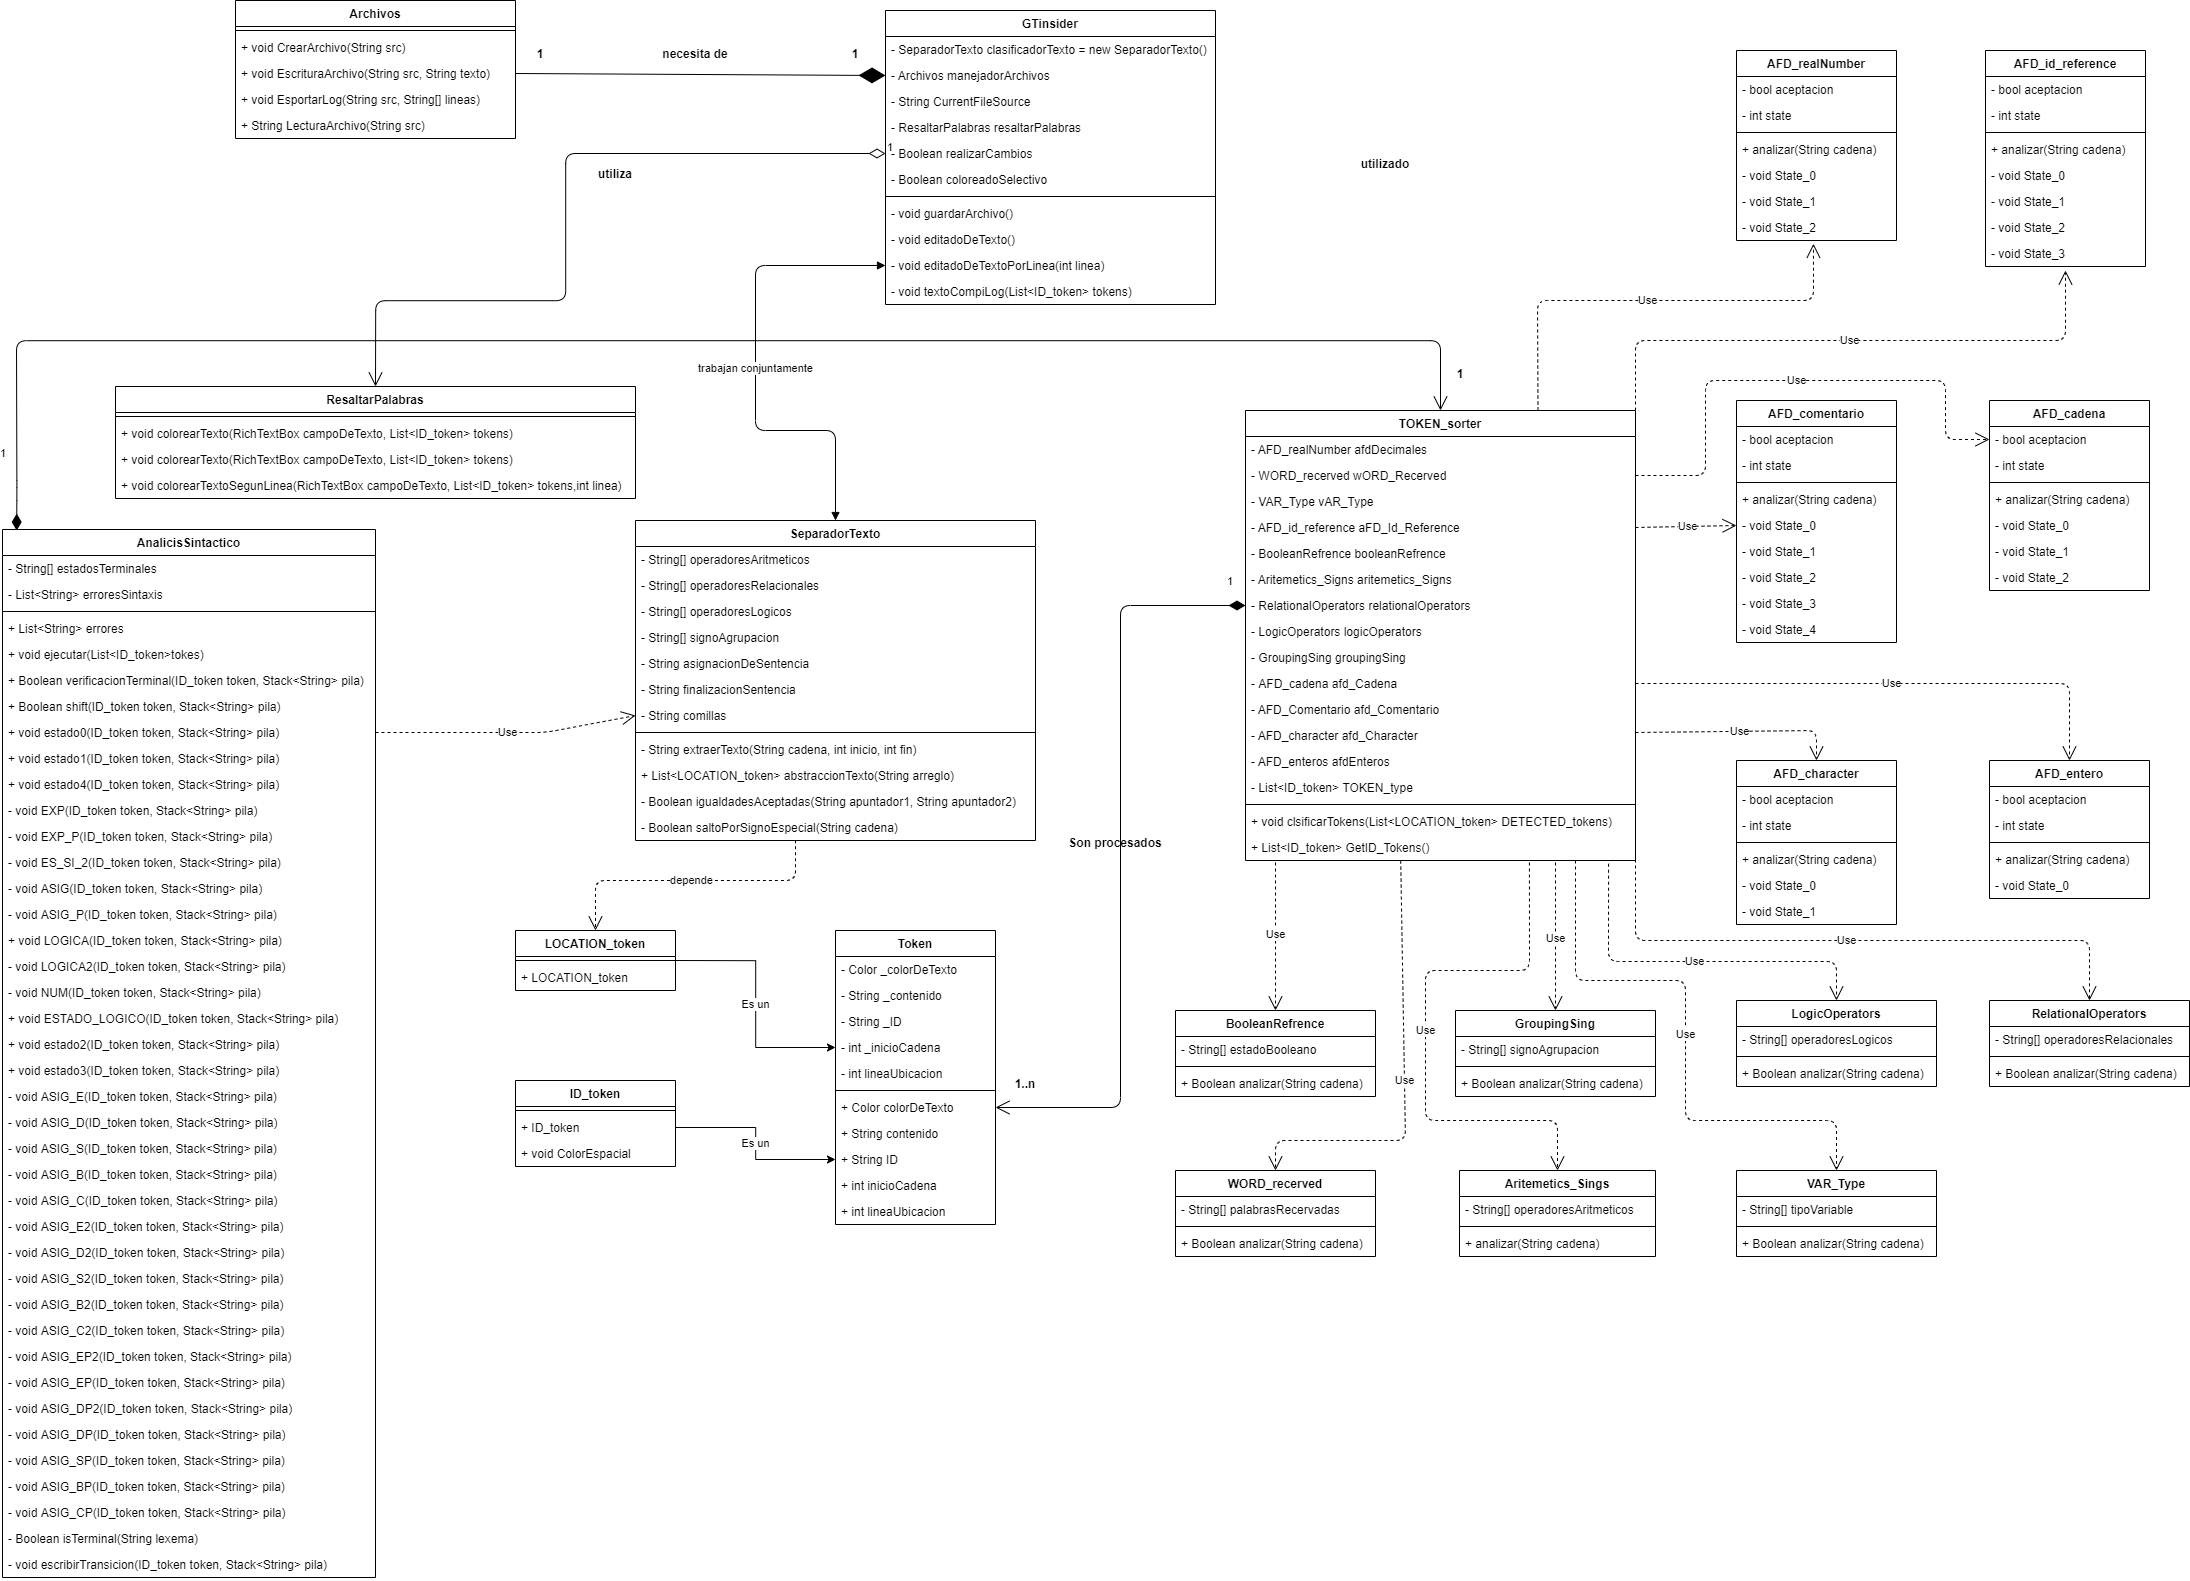 Archivos
+ void CrearArchivo(String src)
+ void EscrituraArchivo(String src, String texto)
+ void EsportarLog(String src, String[] lineas)
+ String LecturaArchivo(String src)
1
necesita de
1
GTinsider
- SeparadorTexto clasificadorTexto = new SeparadorTexto()
- Archivos manejadorArchivos
- String CurrentFileSource
- ResaltarPalabras resaltarPalabras
- Boolean realizarCambios
- Boolean coloreadoSelectivo
- void guardarArchivo()
- void editadoDeTexto()
- void editadoDeTextoPorLinea(int linea)
- void textoCompiLog(List<ID_token> tokens)
1
utiliza
utilizado
AFD_realNumber
- bool aceptacion
- int state
+ analizar(String cadena)
- void State_0
- void State_1
- void State_2
AFD_id_reference
- bool aceptacion
- int state
+ analizar(String cadena)
- void State_0
- void State_1
- void State_2
- void State_3
Use
Use
trabajan conjuntamente
1
1
ResaltarPalabras
+ void colorearTexto(RichTextBox campoDeTexto, List<ID_token> tokens)
+ void colorearTexto(RichTextBox campoDeTexto, List<ID_token> tokens)
+ void colorearTextoSegunLinea(RichTextBox campoDeTexto, List<ID_token> tokens,int linea)
AnalicisSintactico
- String[] estadosTerminales
- List<String> erroresSintaxis
+ List<String> errores
+ void ejecutar(List<ID_token>tokes)
+ Boolean verificacionTerminal(ID_token token, Stack<String> pila)
+ Boolean shift(ID_token token, Stack<String> pila)
+ void estado0(ID_token token, Stack<String> pila)
+ void estado1(ID_token token, Stack<String> pila)
+ void estado4(ID_token token, Stack<String> pila)
- void EXP(ID_token token, Stack<String> pila)
- void EXP_P(ID_token token, Stack<String> pila)
- void ES_SI_2(ID_token token, Stack<String> pila)
- void ASIG(ID_token token, Stack<String> pila)
- void ASIG_P(ID_token token, Stack<String> pila)
+ void LOGICA(ID_token token, Stack<String> pila)
- void LOGICA2(ID_token token, Stack<String> pila)
- void NUM(ID_token token, Stack<String> pila)
+ void ESTADO_LOGICO(ID_token token, Stack<String> pila)
+ void estado2(ID_token token, Stack<String> pila)
+ void estado3(ID_token token, Stack<String> pila)
- void ASIG_E(ID_token token, Stack<String> pila)
- void ASIG_D(ID_token token, Stack<String> pila)
- void ASIG_S(ID_token token, Stack<String> pila)
- void ASIG_B(ID_token token, Stack<String> pila)
- void ASIG_C(ID_token token, Stack<String> pila)
- void ASIG_E2(ID_token token, Stack<String> pila)
- void ASIG_D2(ID_token token, Stack<String> pila)
- void ASIG_S2(ID_token token, Stack<String> pila)
- void ASIG_B2(ID_token token, Stack<String> pila)
- void ASIG_C2(ID_token token, Stack<String> pila)
- void ASIG_EP2(ID_token token, Stack<String> pila)
- void ASIG_EP(ID_token token, Stack<String> pila)
- void ASIG_DP2(ID_token token, Stack<String> pila)
- void ASIG_DP(ID_token token, Stack<String> pila)
- void ASIG_SP(ID_token token, Stack<String> pila)
- void ASIG_BP(ID_token token, Stack<String> pila)
- void ASIG_CP(ID_token token, Stack<String> pila)
- Boolean isTerminal(String lexema)
- void escribirTransicion(ID_token token, Stack<String> pila)
Use
SeparadorTexto
- String[] operadoresAritmeticos
- String[] operadoresRelacionales
- String[] operadoresLogicos
- String[] signoAgrupacion
- String asignacionDeSentencia
- String finalizacionSentencia
- String comillas
- String extraerTexto(String cadena, int inicio, int fin)
+ List<LOCATION_token> abstraccionTexto(String arreglo)
- Boolean igualdadesAceptadas(String apuntador1, String apuntador2)
- Boolean saltoPorSignoEspecial(String cadena)
depende
LOCATION_token
+ LOCATION_token
Es un
ID_token
+ ID_token
+ void ColorEspacial
Es un
Token
- Color _colorDeTexto
- String _contenido
- String _ID
- int _inicioCadena
- int lineaUbicacion
+ Color colorDeTexto
+ String contenido
+ String ID
+ int inicioCadena
+ int lineaUbicacion
1
Son procesados
1..n
TOKEN_sorter
- AFD_realNumber afdDecimales
- WORD_recerved wORD_Recerved
- VAR_Type vAR_Type
- AFD_id_reference aFD_Id_Reference
- BooleanRefrence booleanRefrence
- Aritemetics_Signs aritemetics_Signs
- RelationalOperators relationalOperators
- LogicOperators logicOperators
- GroupingSing groupingSing
- AFD_cadena afd_Cadena
- AFD_Comentario afd_Comentario
- AFD_character afd_Character
- AFD_enteros afdEnteros
- List<ID_token> TOKEN_type
+ void clsificarTokens(List<LOCATION_token> DETECTED_tokens)
+ List<ID_token> GetID_Tokens()
Use
Use
AFD_comentario
- bool aceptacion
- int state
+ analizar(String cadena)
- void State_0
- void State_1
- void State_2
- void State_3
- void State_4
AFD_cadena
- bool aceptacion
- int state
+ analizar(String cadena)
- void State_0
- void State_1
- void State_2
Use
Use
AFD_character
- bool aceptacion
- int state
+ analizar(String cadena)
- void State_0
- void State_1
AFD_entero
- bool aceptacion
- int state
+ analizar(String cadena)
- void State_0
Use
Use
Use
Use
Use
Use
Use
BooleanRefrence
- String[] estadoBooleano
+ Boolean analizar(String cadena)
GroupingSing
- String[] signoAgrupacion
+ Boolean analizar(String cadena)
LogicOperators
- String[] operadoresLogicos
+ Boolean analizar(String cadena)
RelationalOperators
- String[] operadoresRelacionales
+ Boolean analizar(String cadena)
WORD_recerved
- String[] palabrasRecervadas
+ Boolean analizar(String cadena)
Aritemetics_Sings
- String[] operadoresAritmeticos
+ analizar(String cadena)
VAR_Type
- String[] tipoVariable
+ Boolean analizar(String cadena)